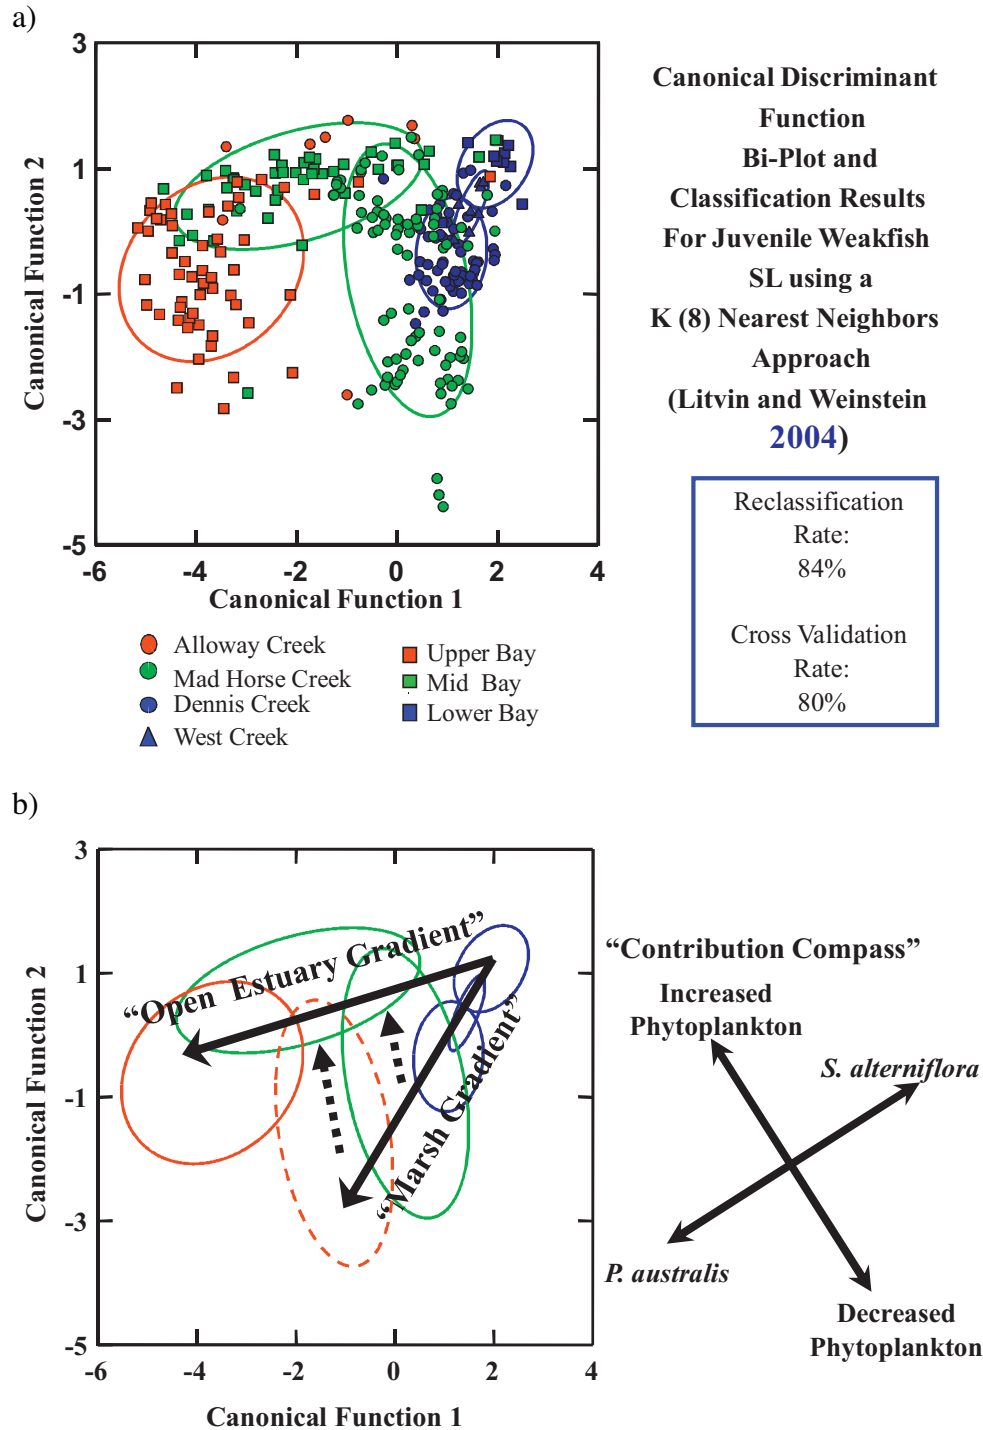 a)
3
1
-1
-3
-5
-6
-4
-2
0
2
4
Canonical Function 2
Canonical Function 1
Canonical Discriminant
Function
Bi-Plot and
Classification Results
For Juvenile Weakfish
SL using a
K (8) Nearest Neighbors
Approach
(Litvin and Weinstein
2004)
Reclassification
Rate:
84%
Cross Validation
Rate:
80%
Alloway Creek
Mad Horse Creek
Dennis Creek
West Creek
Upper Bay
Mid Bay
Lower Bay
b)
3
1
-1
-3
-5
-6
-4
-2
0
2
4
Canonical Function 2
Canonical Function 1
“Open Estuary Gradient”
“Marsh Gradient”
“Contribution Compass”
Increased
Phytoplankton
S. alterniflora
P. australis
Decreased
Phytoplankton